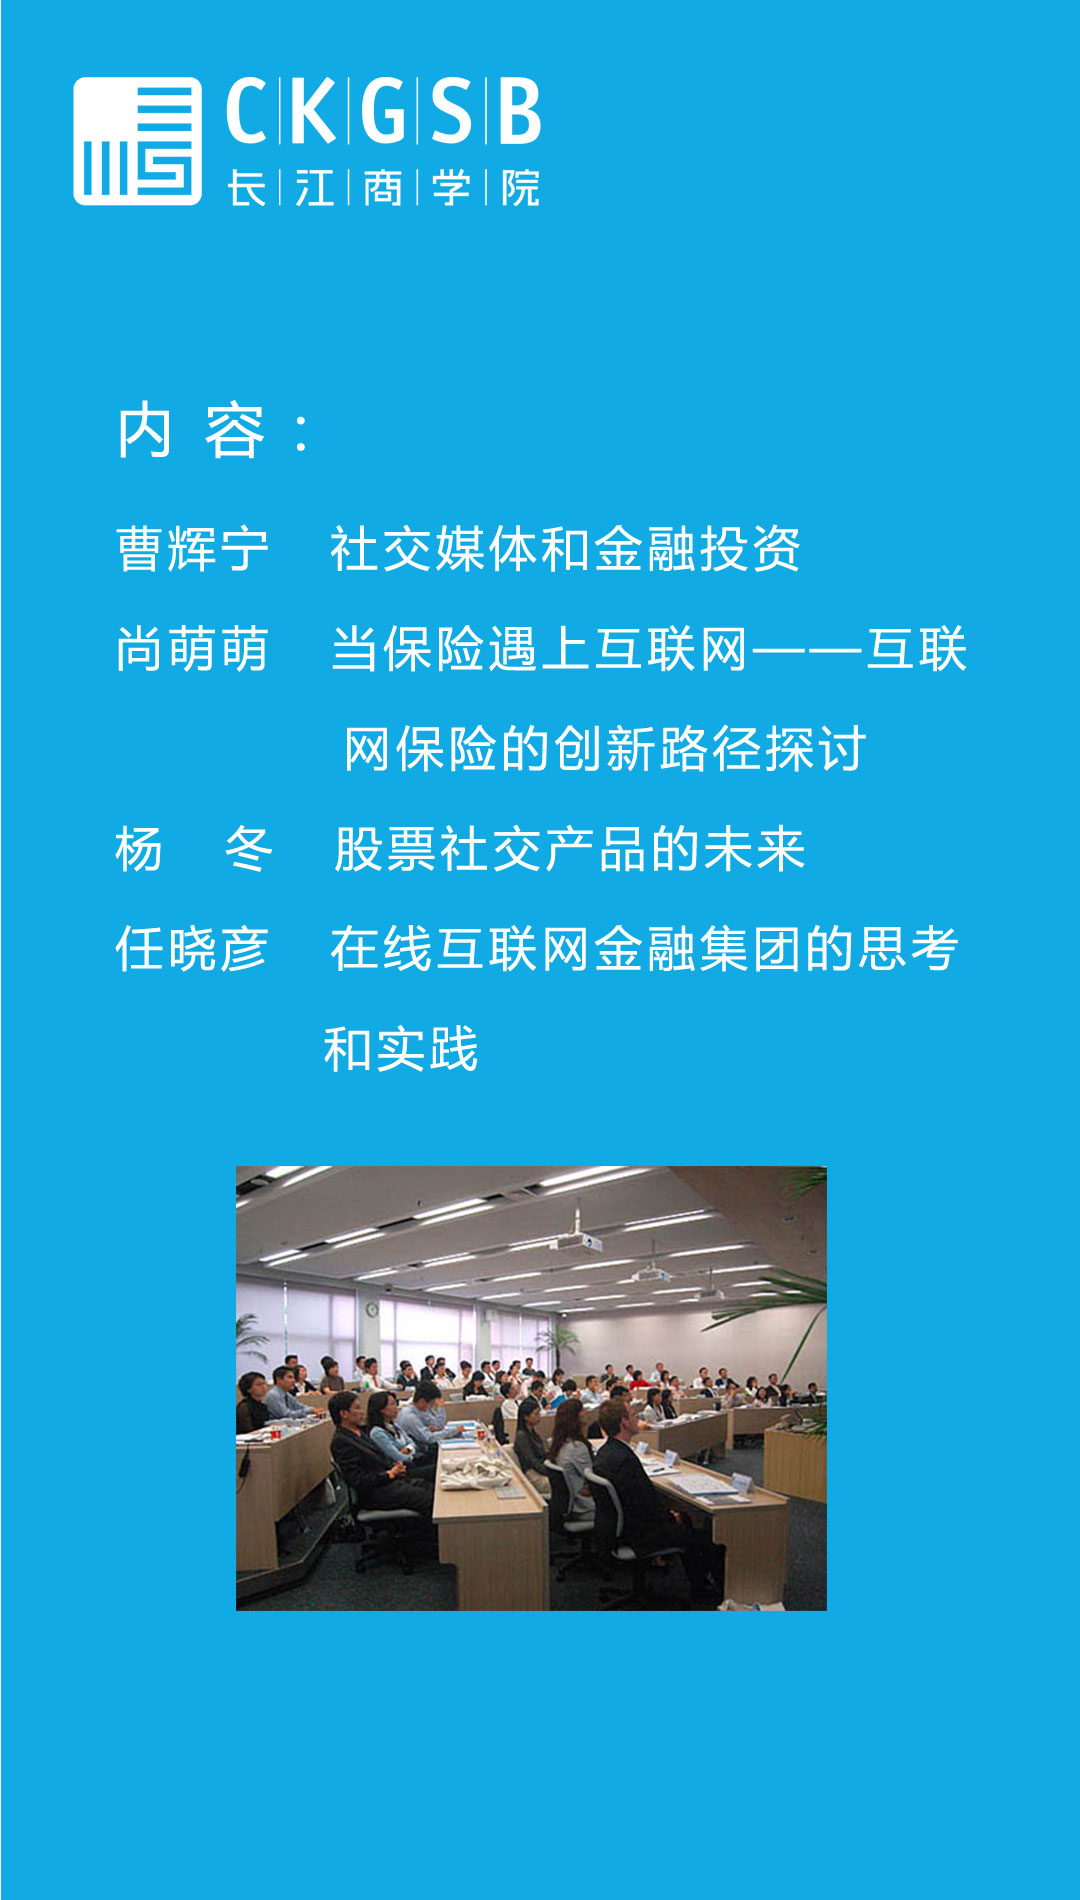 CKGSB
长江商学院
内 容：
曹辉宁 社交媒体和金融投资
尚萌萌 当保险遇上互联网——互联
网保险的创新路径探讨
杨 冬 股票社交产品的未来
任晓彦 在线互联网金融集团的思考
和实践